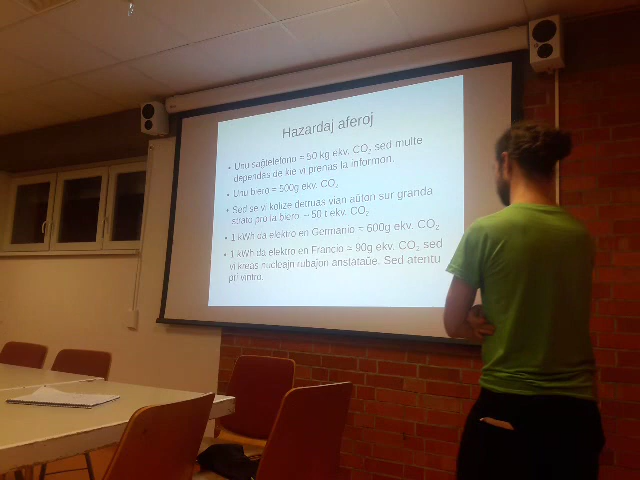 Hazardaj aferoj
• Unu saĝtelefono = 50 kg ekv. CO₂ sed multe
dependas de kie vi prenas la informon.
• Unu biero = 500g ekv. CO₂
• Sed se vi kolize detruas vian aŭton sur granda
strato pro la biero ~ 50 t ekv. CO₂
• 1 kWh da elektro en Germanio = 600g ekv. CO₂
• 1 kWh da elektro en Francio = 90g ekv. CO₂ sed
vi kreas nuclеajn rubaĵon anstataŭe. Sed atentu
pri vintro.